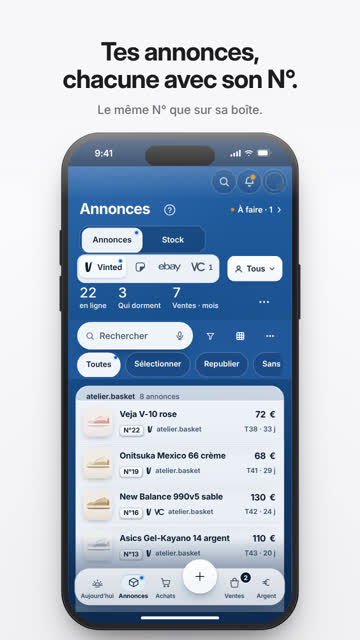 Tes annonces,
chacune avec son N°.
Le même N° que sur sa boîte.
9:41
Annonces ?
À faire · 1 >
Annonces Stock
V Vinted ebay VC 1 Tous
22 3 7
en ligne Qui dorment Ventes · mois
Rechercher
Toutes Sélectionner Republier Sans
atelier.basket 8 annonces
Veja V-10 rose 72 €
N°22 V atelier.basket T38 · 33 j
Onitsuka Mexico 66 crème 68 €
N°19 V atelier.basket T41 · 29 j
New Balance 990v5 sable 130 €
N°16 V VC atelier.basket T42 · 24 j
Asics Gel-Kayano 14 argent 110 €
N°13 V atelier.basket T43 · 20 j
2
Aujourd'hui Annonces Achats + Ventes Argent